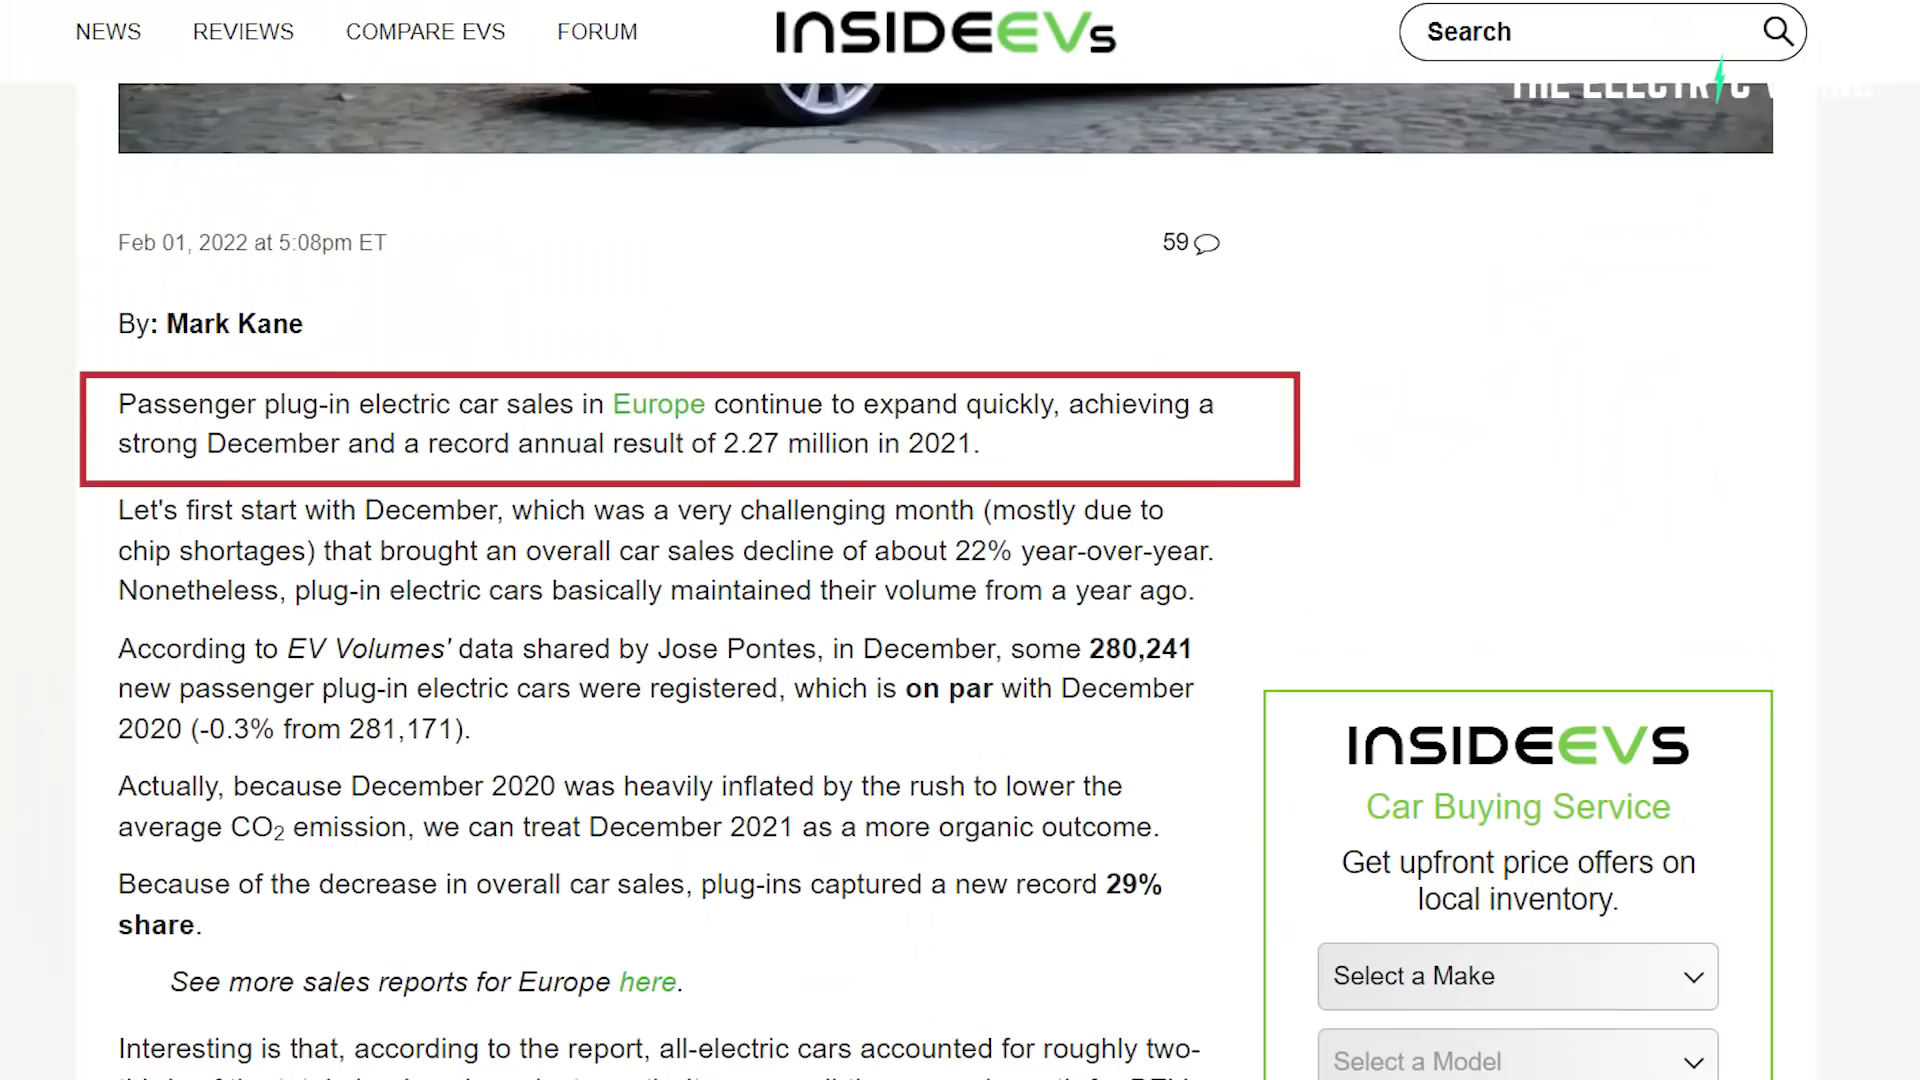 NEWS REVIEWS COMPARE EVS FORUM INSIDEEVs Search
THE ELECTRIC
Feb 01, 2022 at 5:08pm ET 59
By: Mark Kane
Passenger plug-in electric car sales in Europe continue to expand quickly, achieving a
strong December and a record annual result of 2.27 million in 2021.
Let's first start with December, which was a very challenging month (mostly due to
chip shortages) that brought an overall car sales decline of about 22% year-over-year.
Nonetheless, plug-in electric cars basically maintained their volume from a year ago.
According to EV Volumes' data shared by Jose Pontes, in December, some 280,241
new passenger plug-in electric cars were registered, which is on par with December
2020 (-0.3% from 281,171).
Actually, because December 2020 was heavily inflated by the rush to lower the
average CO2 emission, we can treat December 2021 as a more organic outcome.
Because of the decrease in overall car sales, plug-ins captured a new record 29%
share.
See more sales reports for Europe here.
Interesting is that, according to the report, all-electric cars accounted for roughly two-
INSIDEEVS
Car Buying Service
Get upfront price offers on
local inventory.
Select a Make
Select a Model